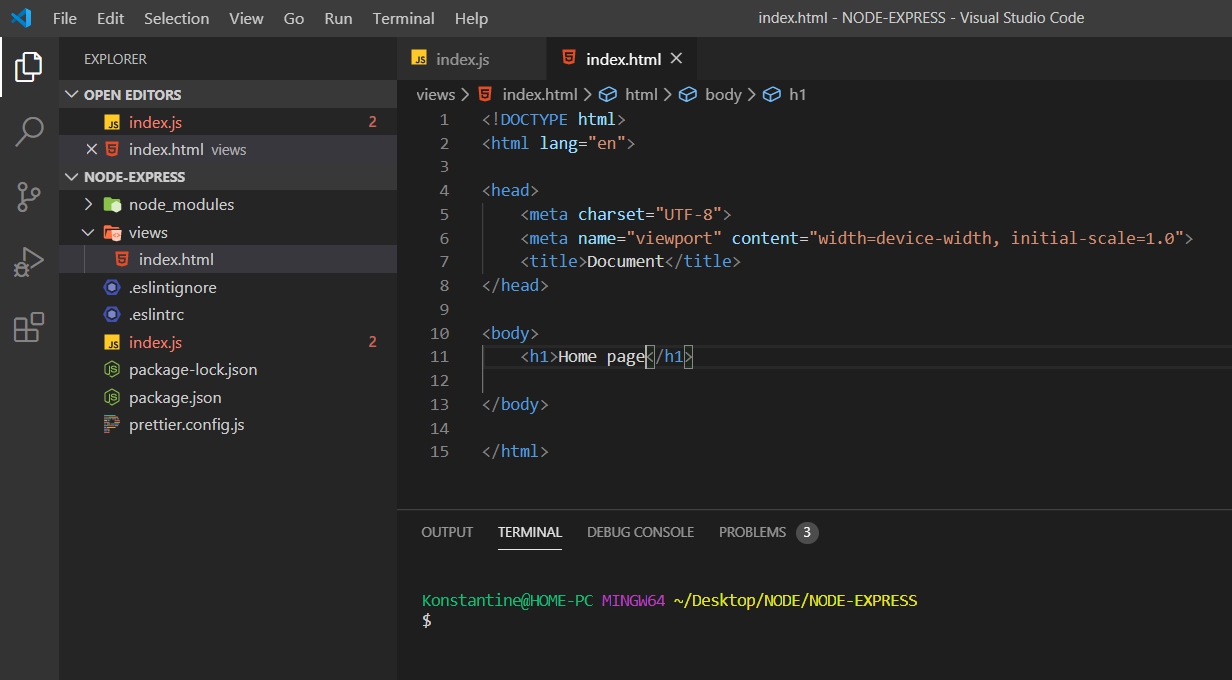 File Edit Selection View Go Run Terminal Help
index.html - NODE-EXPRESS - Visual Studio Code
EXPLORER
OPEN EDITORS
JS index.js 2
index.html views
NODE-EXPRESS
node_modules
views
index.html
.eslintignore
.eslintrc
JS index.js 2
package-lock.json
package.json
prettier.config.js
JS index.js
index.html
views > index.html > html > body > h1
1 <!DOCTYPE html>
2 <html lang="en">
3
4 <head>
5 <meta charset="UTF-8">
6 <meta name="viewport" content="width=device-width, initial-scale=1.0">
7 <title>Document</title>
8 </head>
9
10 <body>
11 <h1>Home page</h1>
12
13 </body>
14
15 </html>
OUTPUT TERMINAL DEBUG CONSOLE PROBLEMS 3
Konstantine@HOME-PC MINGW64 ~/Desktop/NODE/NODE-EXPRESS
$